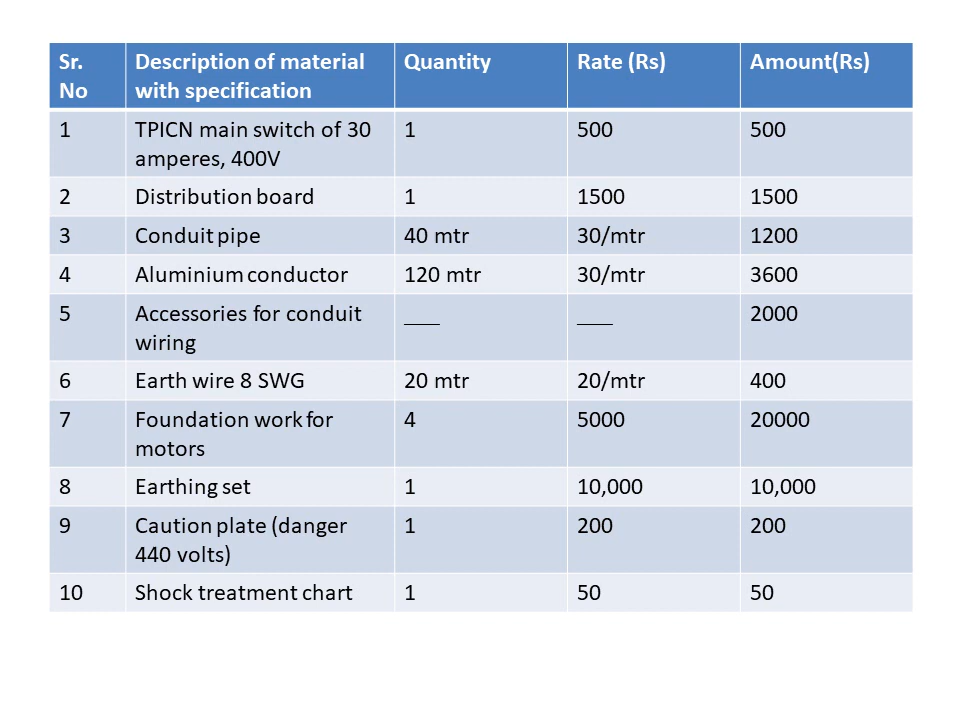 Sr. No | Description of material with specification | Quantity | Rate (Rs) | Amount(Rs)
1 | TPICN main switch of 30 amperes, 400V | 1 | 500 | 500
2 | Distribution board | 1 | 1500 | 1500
3 | Conduit pipe | 40 mtr | 30/mtr | 1200
4 | Aluminium conductor | 120 mtr | 30/mtr | 3600
5 | Accessories for conduit wiring | ___ | ___ | 2000
6 | Earth wire 8 SWG | 20 mtr | 20/mtr | 400
7 | Foundation work for motors | 4 | 5000 | 20000
8 | Earthing set | 1 | 10,000 | 10,000
9 | Caution plate (danger 440 volts) | 1 | 200 | 200
10 | Shock treatment chart | 1 | 50 | 50